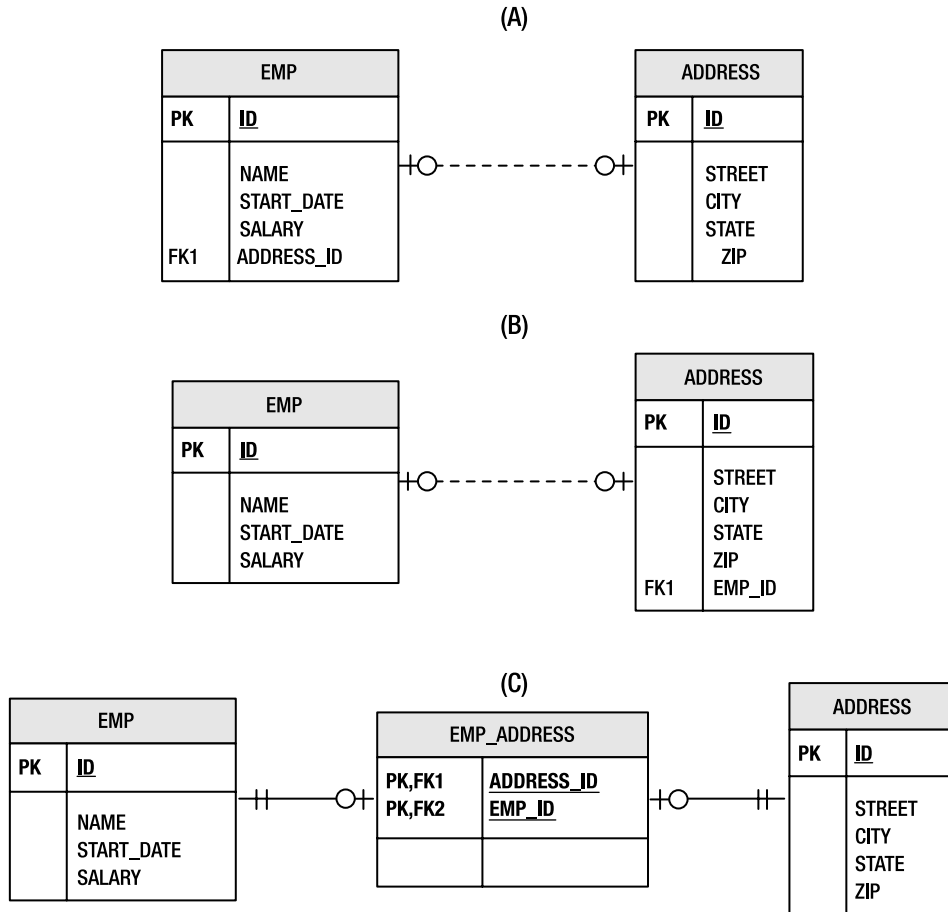 (A)
EMP
PK ID
NAME
START_DATE
SALARY
FK1 ADDRESS_ID
ADDRESS
PK ID
STREET
CITY
STATE
ZIP
(B)
EMP
PK ID
NAME
START_DATE
SALARY
ADDRESS
PK ID
STREET
CITY
STATE
ZIP
FK1 EMP_ID
(C)
EMP
PK ID
NAME
START_DATE
SALARY
EMP_ADDRESS
PK,FK1 ADDRESS_ID
PK,FK2 EMP_ID
ADDRESS
PK ID
STREET
CITY
STATE
ZIP